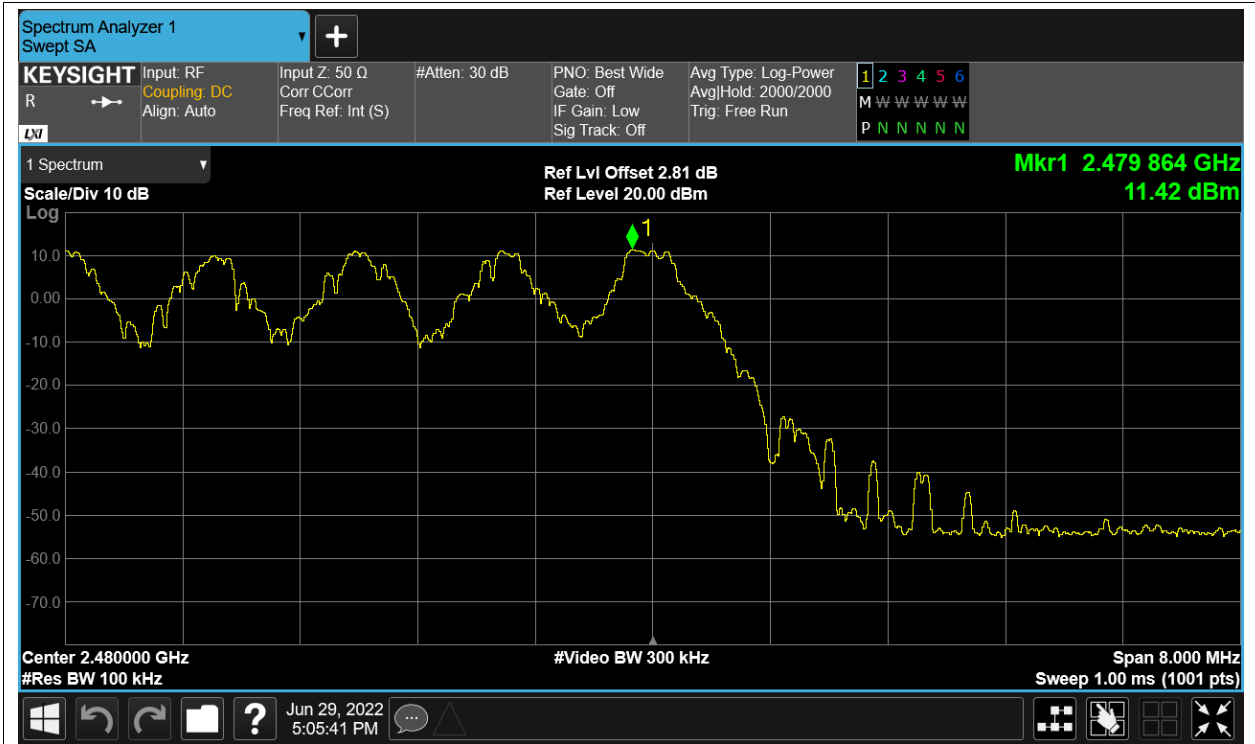 Spectrum Analyzer 1
Swept SA
KEYSIGHT
R
LXI
Input: RF
Coupling: DC
Align: Auto
Input Z: 50 Ω
Corr CCorr
Freq Ref: Int (S)
#Atten: 30 dB
PNO: Best Wide
Gate: Off
IF Gain: Low
Sig Track: Off
Avg Type: Log-Power
Avg|Hold: 2000/2000
Trig: Free Run
1 2 3 4 5 6
M W W W W W
P N N N N N
1 Spectrum
Scale/Div 10 dB
Ref Lvl Offset 2.81 dB
Ref Level 20.00 dBm
Mkr1 2.479 864 GHz
11.42 dBm
Log
1
10.0
0.00
-10.0
-20.0
-30.0
-40.0
-50.0
-60.0
-70.0
Center 2.480000 GHz
#Video BW 300 kHz
Span 8.000 MHz
#Res BW 100 kHz
Sweep 1.00 ms (1001 pts)
?
Jun 29, 2022
5:05:41 PM